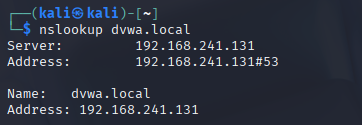 ┌──(kali㉿kali)-[~]
└─$ nslookup dvwa.local
Server:         192.168.241.131
Address:        192.168.241.131#53

Name:   dvwa.local
Address: 192.168.241.131